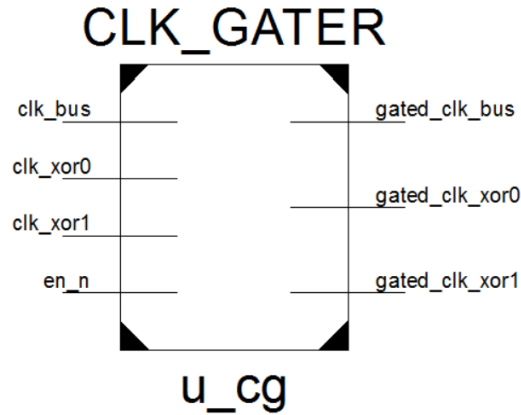 CLK_GATER
clk_bus
gated_clk_bus
clk_xor0
gated_clk_xor0
clk_xor1
en_n
gated_clk_xor1
u_cg